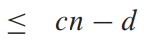 ≤ cn − d